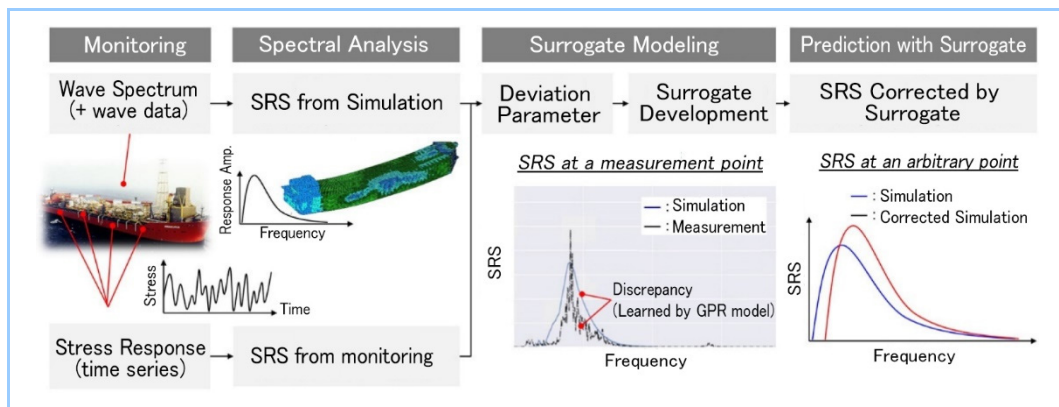 Monitoring
Spectral Analysis
Surrogate Modeling
Prediction with Surrogate
Wave Spectrum
(+ wave data)
SRS from Simulation
Deviation
Parameter
Surrogate
Development
SRS Corrected by
Surrogate
Response Amp.
Frequency
Stress
Time
Stress Response
(time series)
SRS from monitoring
SRS at a measurement point
: Simulation
: Measurement
SRS
Discrepancy
(Learned by GPR model)
Frequency
SRS at an arbitrary point
: Simulation
: Corrected Simulation
SRS
Frequency